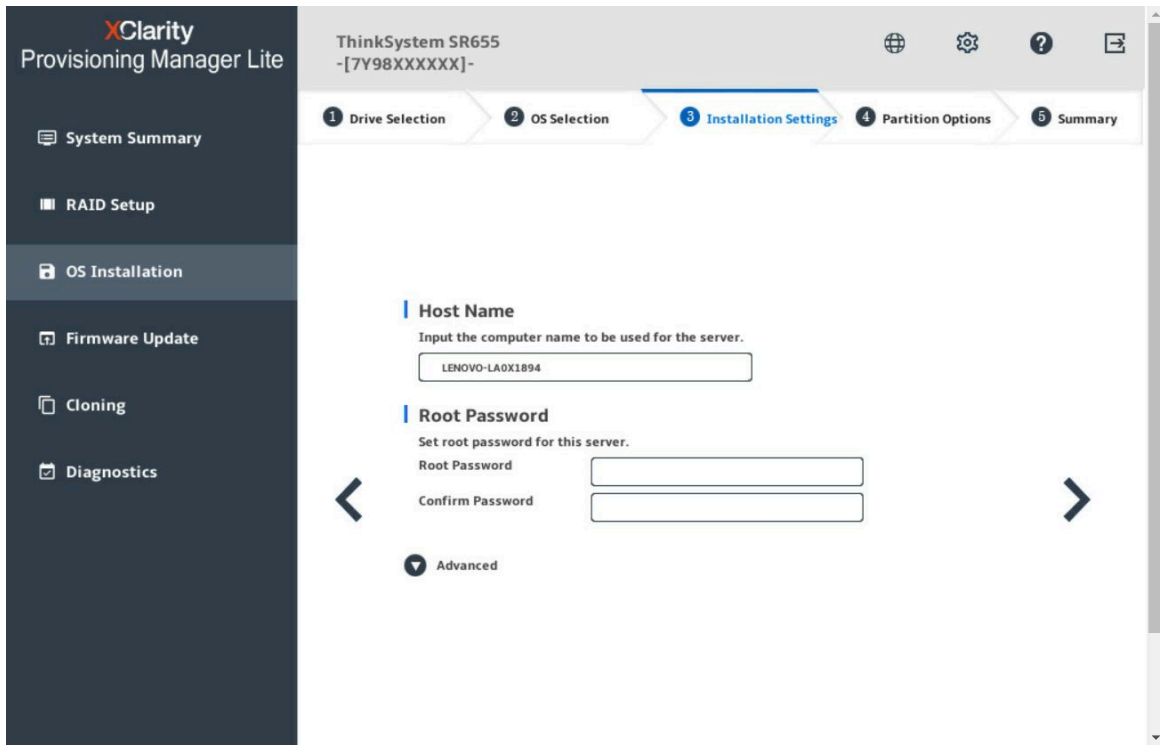 XClarity
Provisioning Manager Lite
System Summary
RAID Setup
OS Installation
Firmware Update
Cloning
Diagnostics
ThinkSystem SR655
-[7Y98XXXXXX]-
?
1 Drive Selection
2 OS Selection
3 Installation Settings
4 Partition Options
5 Summary
Host Name
Input the computer name to be used for the server.
LENOVO-LA0X1894
Root Password
Set root password for this server.
Root Password
Confirm Password
Advanced